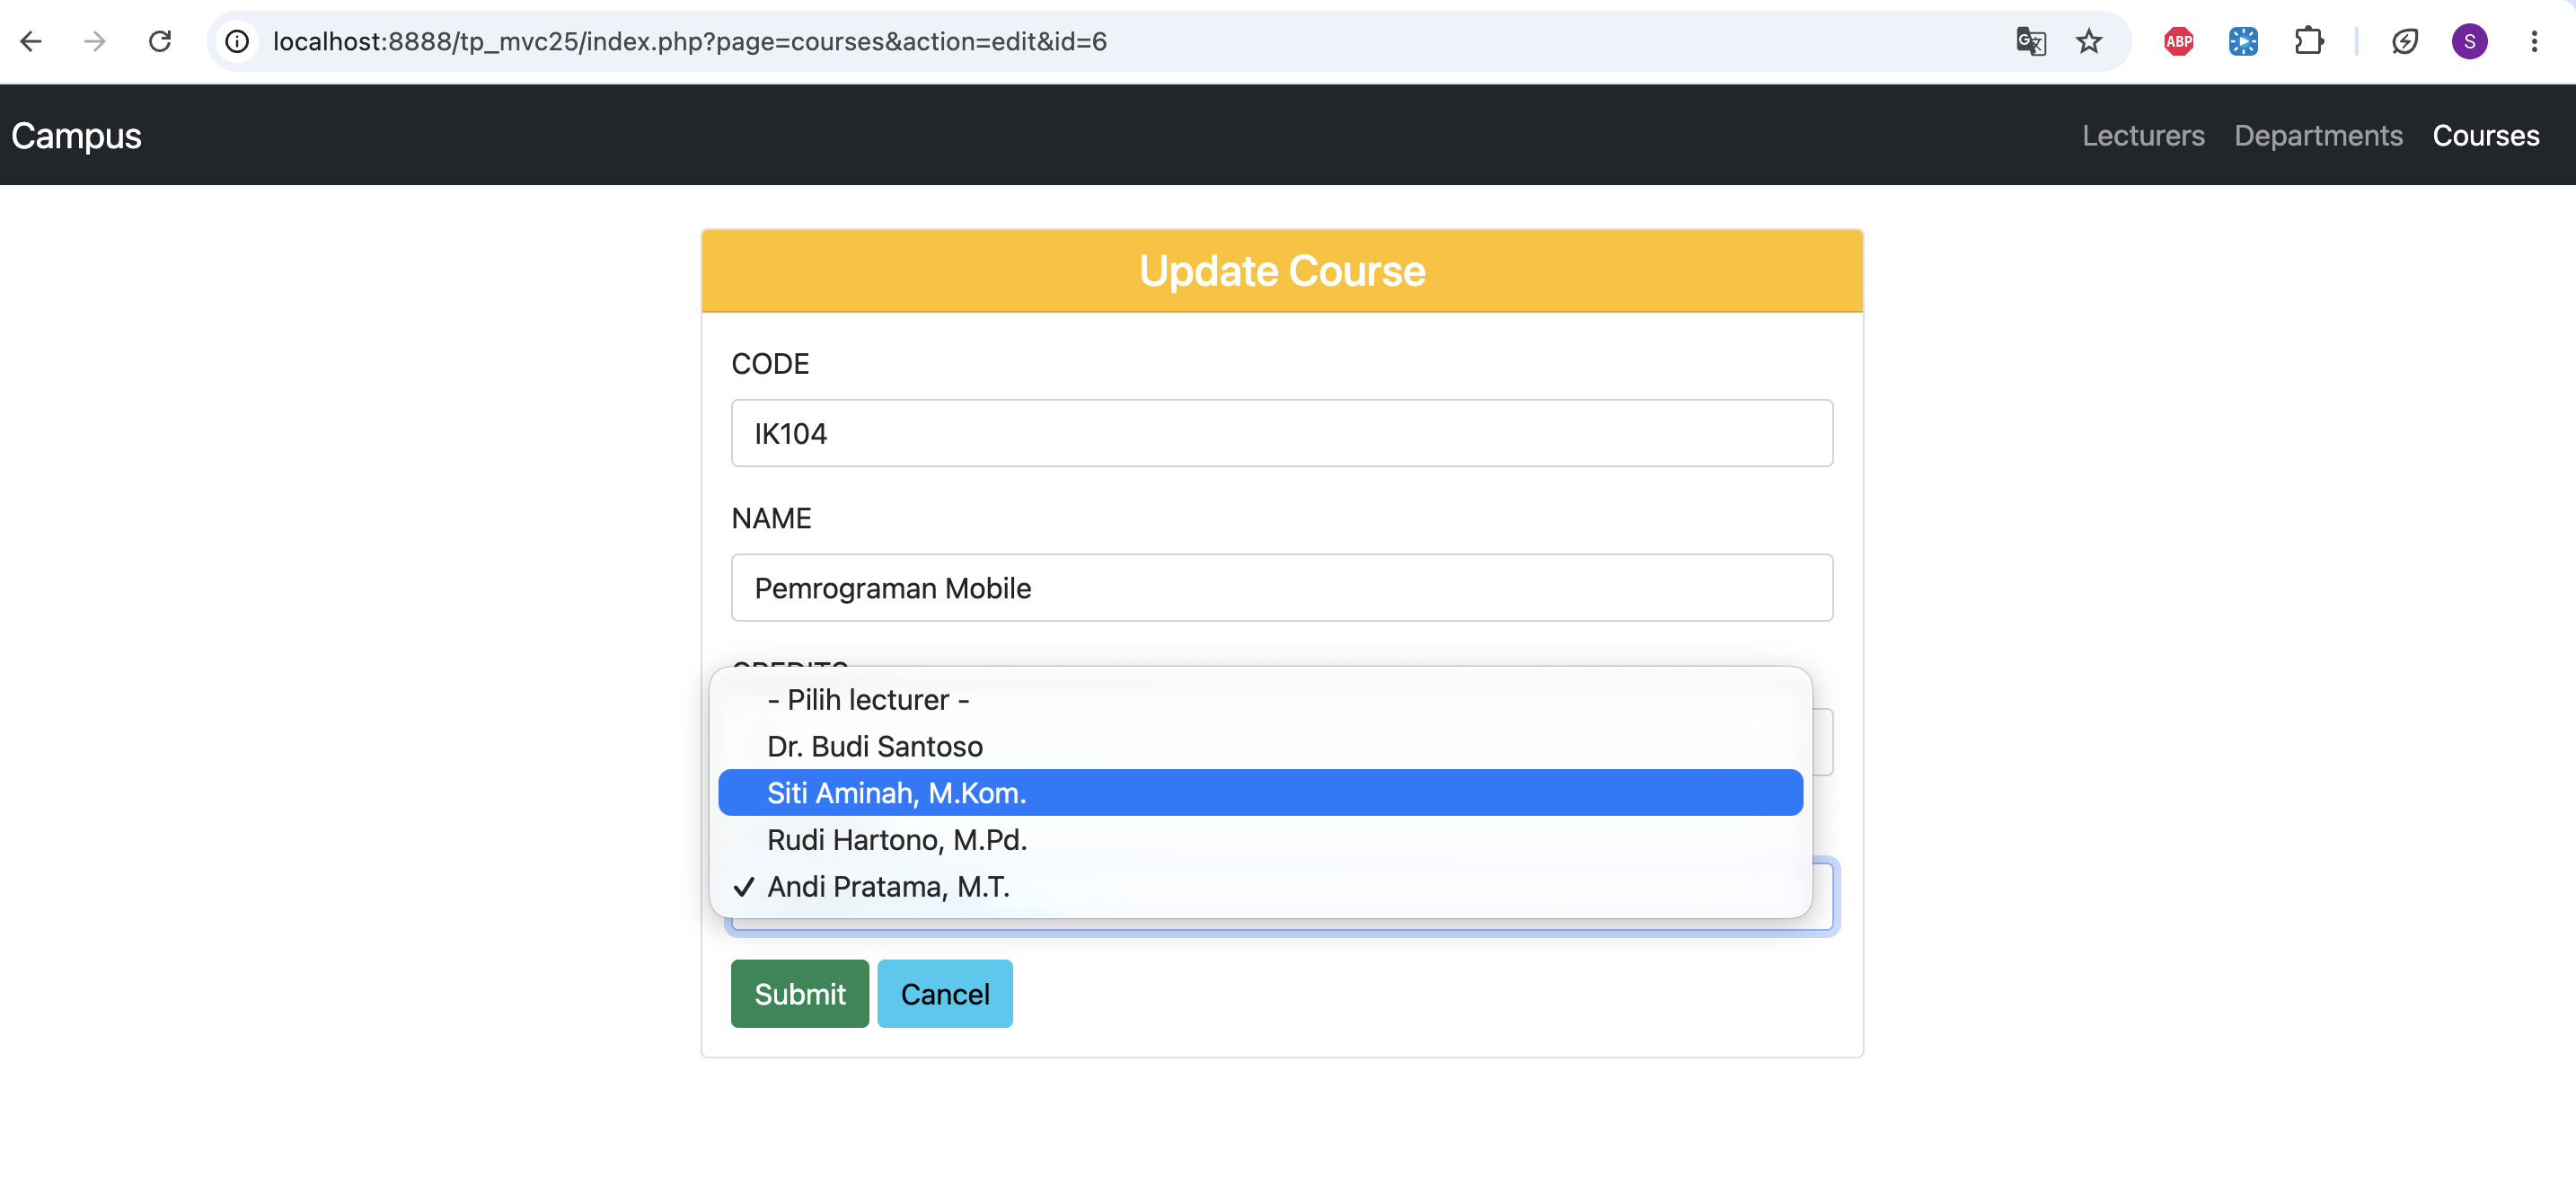 localhost:8888/tp_mvc25/index.php?page=courses&action=edit&id=6
ABP
S
Campus
Lecturers Departments Courses
Update Course
CODE
IK104
NAME
Pemrograman Mobile
CREDITS
- Pilih lecturer -
Dr. Budi Santoso
Siti Aminah, M.Kom.
Rudi Hartono, M.Pd.
Andi Pratama, M.T.
Submit Cancel